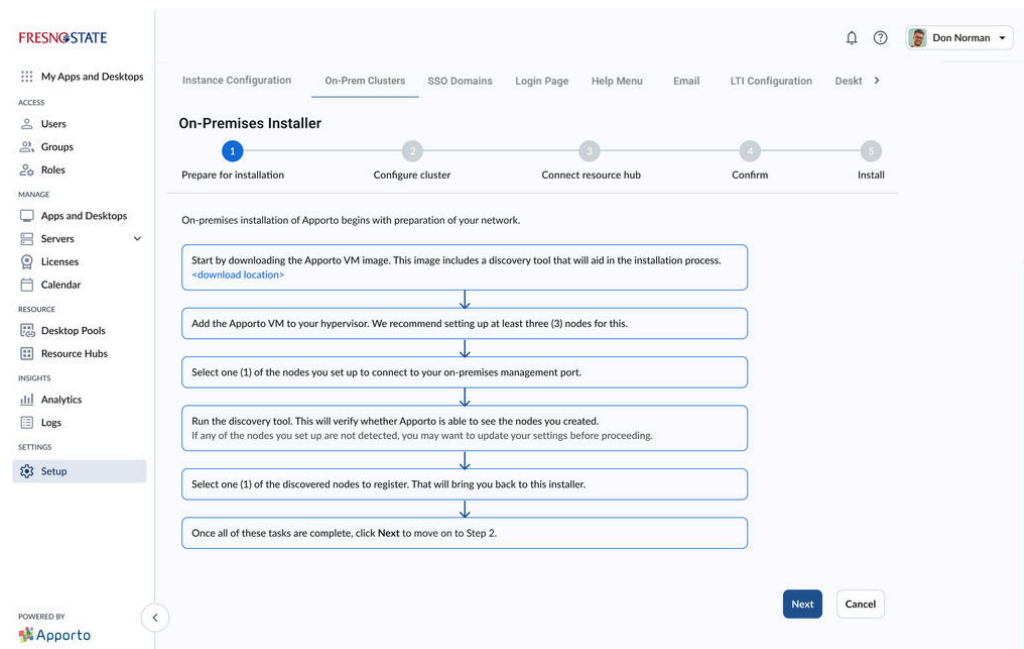 FRESNOSTATE
Don Norman
My Apps and Desktops
ACCESS
Users
Groups
Roles
MANAGE
Apps and Desktops
Servers
Licenses
Calendar
RESOURCE
Desktop Pools
Resource Hubs
INSIGHTS
Analytics
Logs
SETTINGS
Setup
POWERED BY
Apporto
Instance Configuration
On-Prem Clusters
SSO Domains
Login Page
Help Menu
Email
LTI Configuration
Deskt
On-Premises Installer
1
2
3
4
5
Prepare for installation
Configure cluster
Connect resource hub
Confirm
Install
On-premises installation of Apporto begins with preparation of your network.
Start by downloading the Apporto VM image. This image includes a discovery tool that will aid in the installation process.
<download location>
Add the Apporto VM to your hypervisor. We recommend setting up at least three (3) nodes for this.
Select one (1) of the nodes you set up to connect to your on-premises management port.
Run the discovery tool. This will verify whether Apporto is able to see the nodes you created.
If any of the nodes you set up are not detected, you may want to update your settings before proceeding.
Select one (1) of the discovered nodes to register. That will bring you back to this installer.
Once all of these tasks are complete, click Next to move on to Step 2.
Next
Cancel